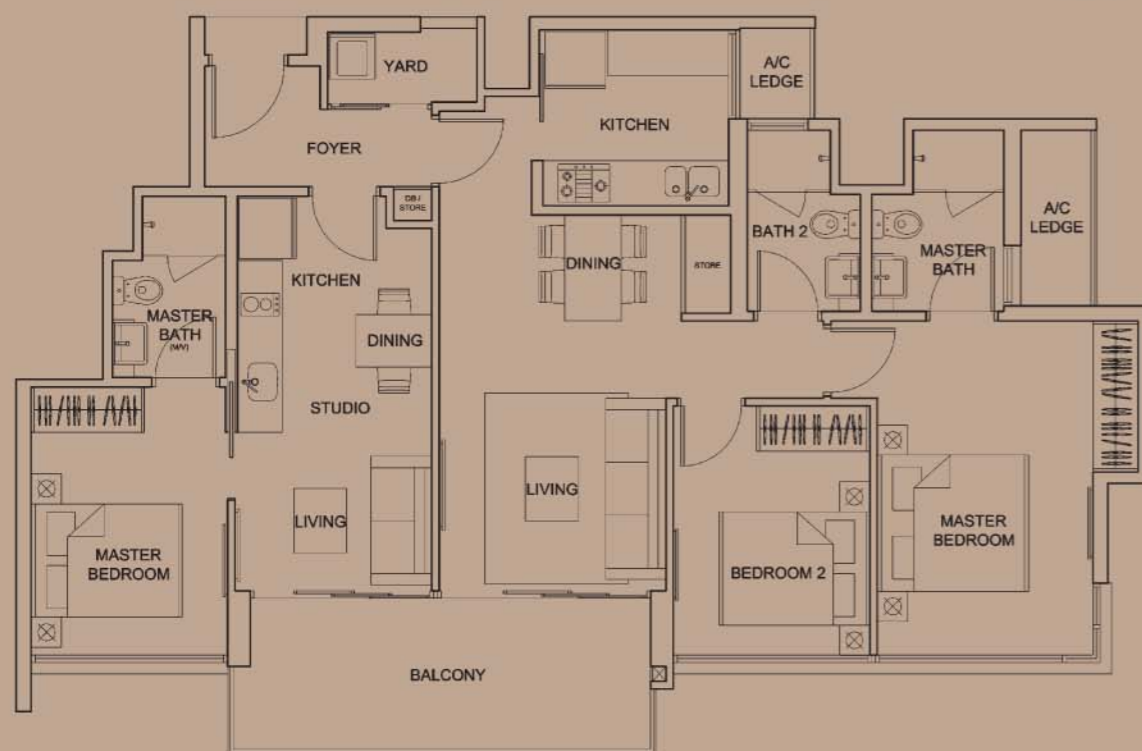 YARD
A/C
LEDGE
KITCHEN
FOYER
DB /
STORE
BATH 2
A/C
LEDGE
MASTER
BATH
DINING
STORE
KITCHEN
MASTER
BATH
(M/V)
DINING
STUDIO
LIVING
LIVING
MASTER
BEDROOM
MASTER
BEDROOM
BEDROOM 2
BALCONY